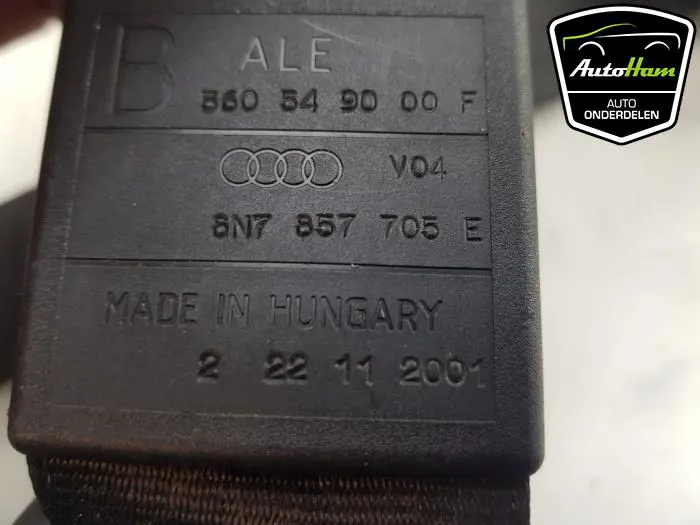 B
ALE
560 54 90 00 F
V04
8N7 857 705 E
MADE IN HUNGARY
2 22 11 2001
AutoHam
AUTO
ONDERDELEN